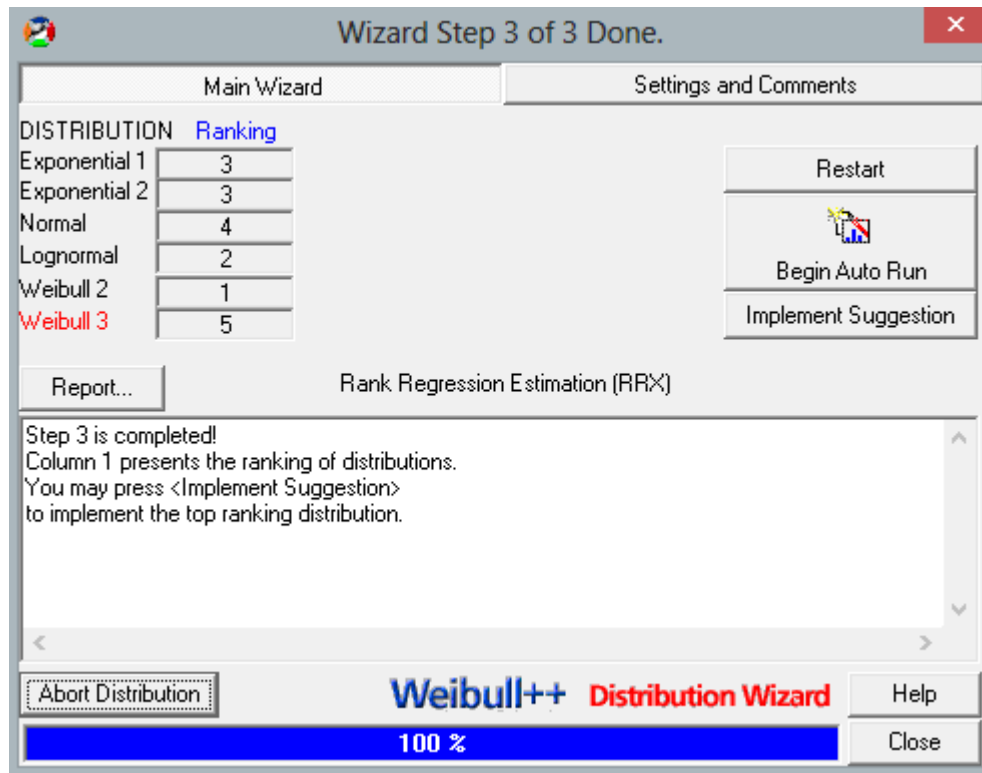 Wizard Step 3 of 3 Done.
×
Main Wizard
Settings and Comments
DISTRIBUTION Ranking
Exponential 1 3
Exponential 2 3
Normal 4
Lognormal 2
Weibull 2 1
Weibull 3 5
Restart
Begin Auto Run
Implement Suggestion
Report...
Rank Regression Estimation (RRX)
Step 3 is completed!
Column 1 presents the ranking of distributions.
You may press <Implement Suggestion>
to implement the top ranking distribution.
Abort Distribution
Weibull++ Distribution Wizard
Help
100 %
Close